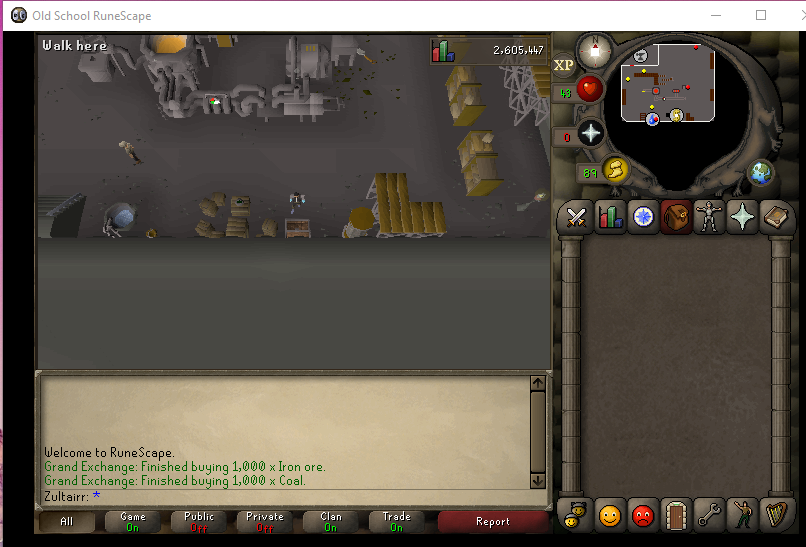 Old School RuneScape
Walk here
2,605,447
N
XP
43
0
89
Welcome to RuneScape.
Grand Exchange: Finished buying 1,000 x Iron ore.
Grand Exchange: Finished buying 1,000 x Coal.
Zultairr: *
All
Game
On
Public
Off
Private
Off
Clan
On
Trade
On
Report